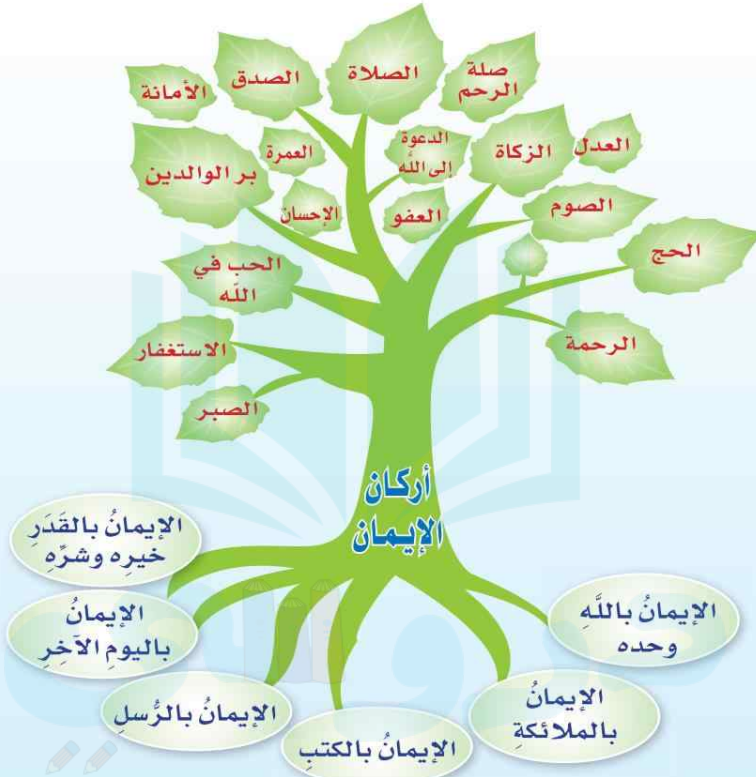 صلة
الرحم
الصلاة
الصدق
الأمانة
العدل
الزكاة
الدعوة
إلى الله
العمرة
بر الوالدين
الصوم
العفو
الإحسان
الحج
الحب في
الله
الرحمة
الاستغفار
الصبر
أركان
الإيمان
الإيمانُ باللَّهِ
وحده
الإيمانُ
بالملائكةِ
الإيمانُ بالكتبِ
الإيمانُ بالرُّسلِ
الإيمانُ
باليومِ الآخِرِ
الإيمانُ بالقَدَرِ
خيرِه وشرِّهِ